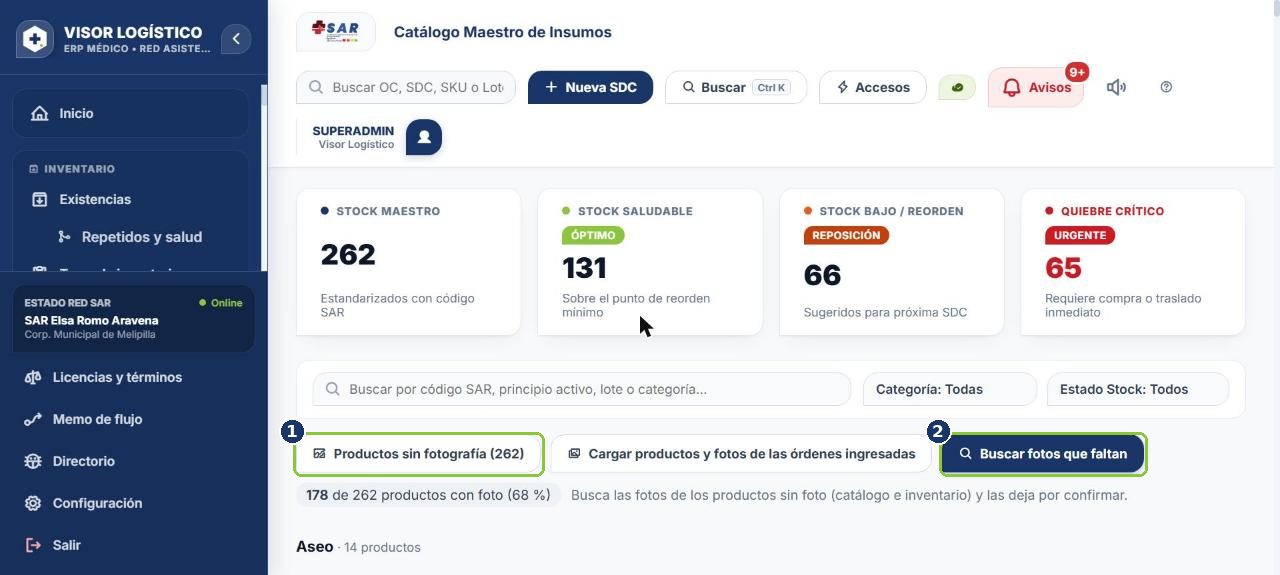 VISOR LOGÍSTICO
ERP MÉDICO • RED ASISTE...
Inicio
INVENTARIO
Existencias
Repetidos y salud
ESTADO RED SAR
Online
SAR Elsa Romo Aravena
Corp. Municipal de Melipilla
Licencias y términos
Memo de flujo
Directorio
Configuración
Salir
SAR
Catálogo Maestro de Insumos
Buscar OC, SDC, SKU o Lot
+ Nueva SDC
Buscar Ctrl K
Accesos
Avisos
9+
SUPERADMIN
Visor Logístico
STOCK MAESTRO
262
Estandarizados con código
SAR
STOCK SALUDABLE
ÓPTIMO
131
Sobre el punto de reorden
mínimo
STOCK BAJO / REORDEN
REPOSICIÓN
66
Sugeridos para próxima SDC
QUIEBRE CRÍTICO
URGENTE
65
Requiere compra o traslado
inmediato
Buscar por código SAR, principio activo, lote o categoría...
Categoría: Todas
Estado Stock: Todos
1
Productos sin fotografía (262)
Cargar productos y fotos de las órdenes ingresadas
2
Buscar fotos que faltan
178 de 262 productos con foto (68 %)
Busca las fotos de los productos sin foto (catálogo e inventario) y las deja por confirmar.
Aseo · 14 productos